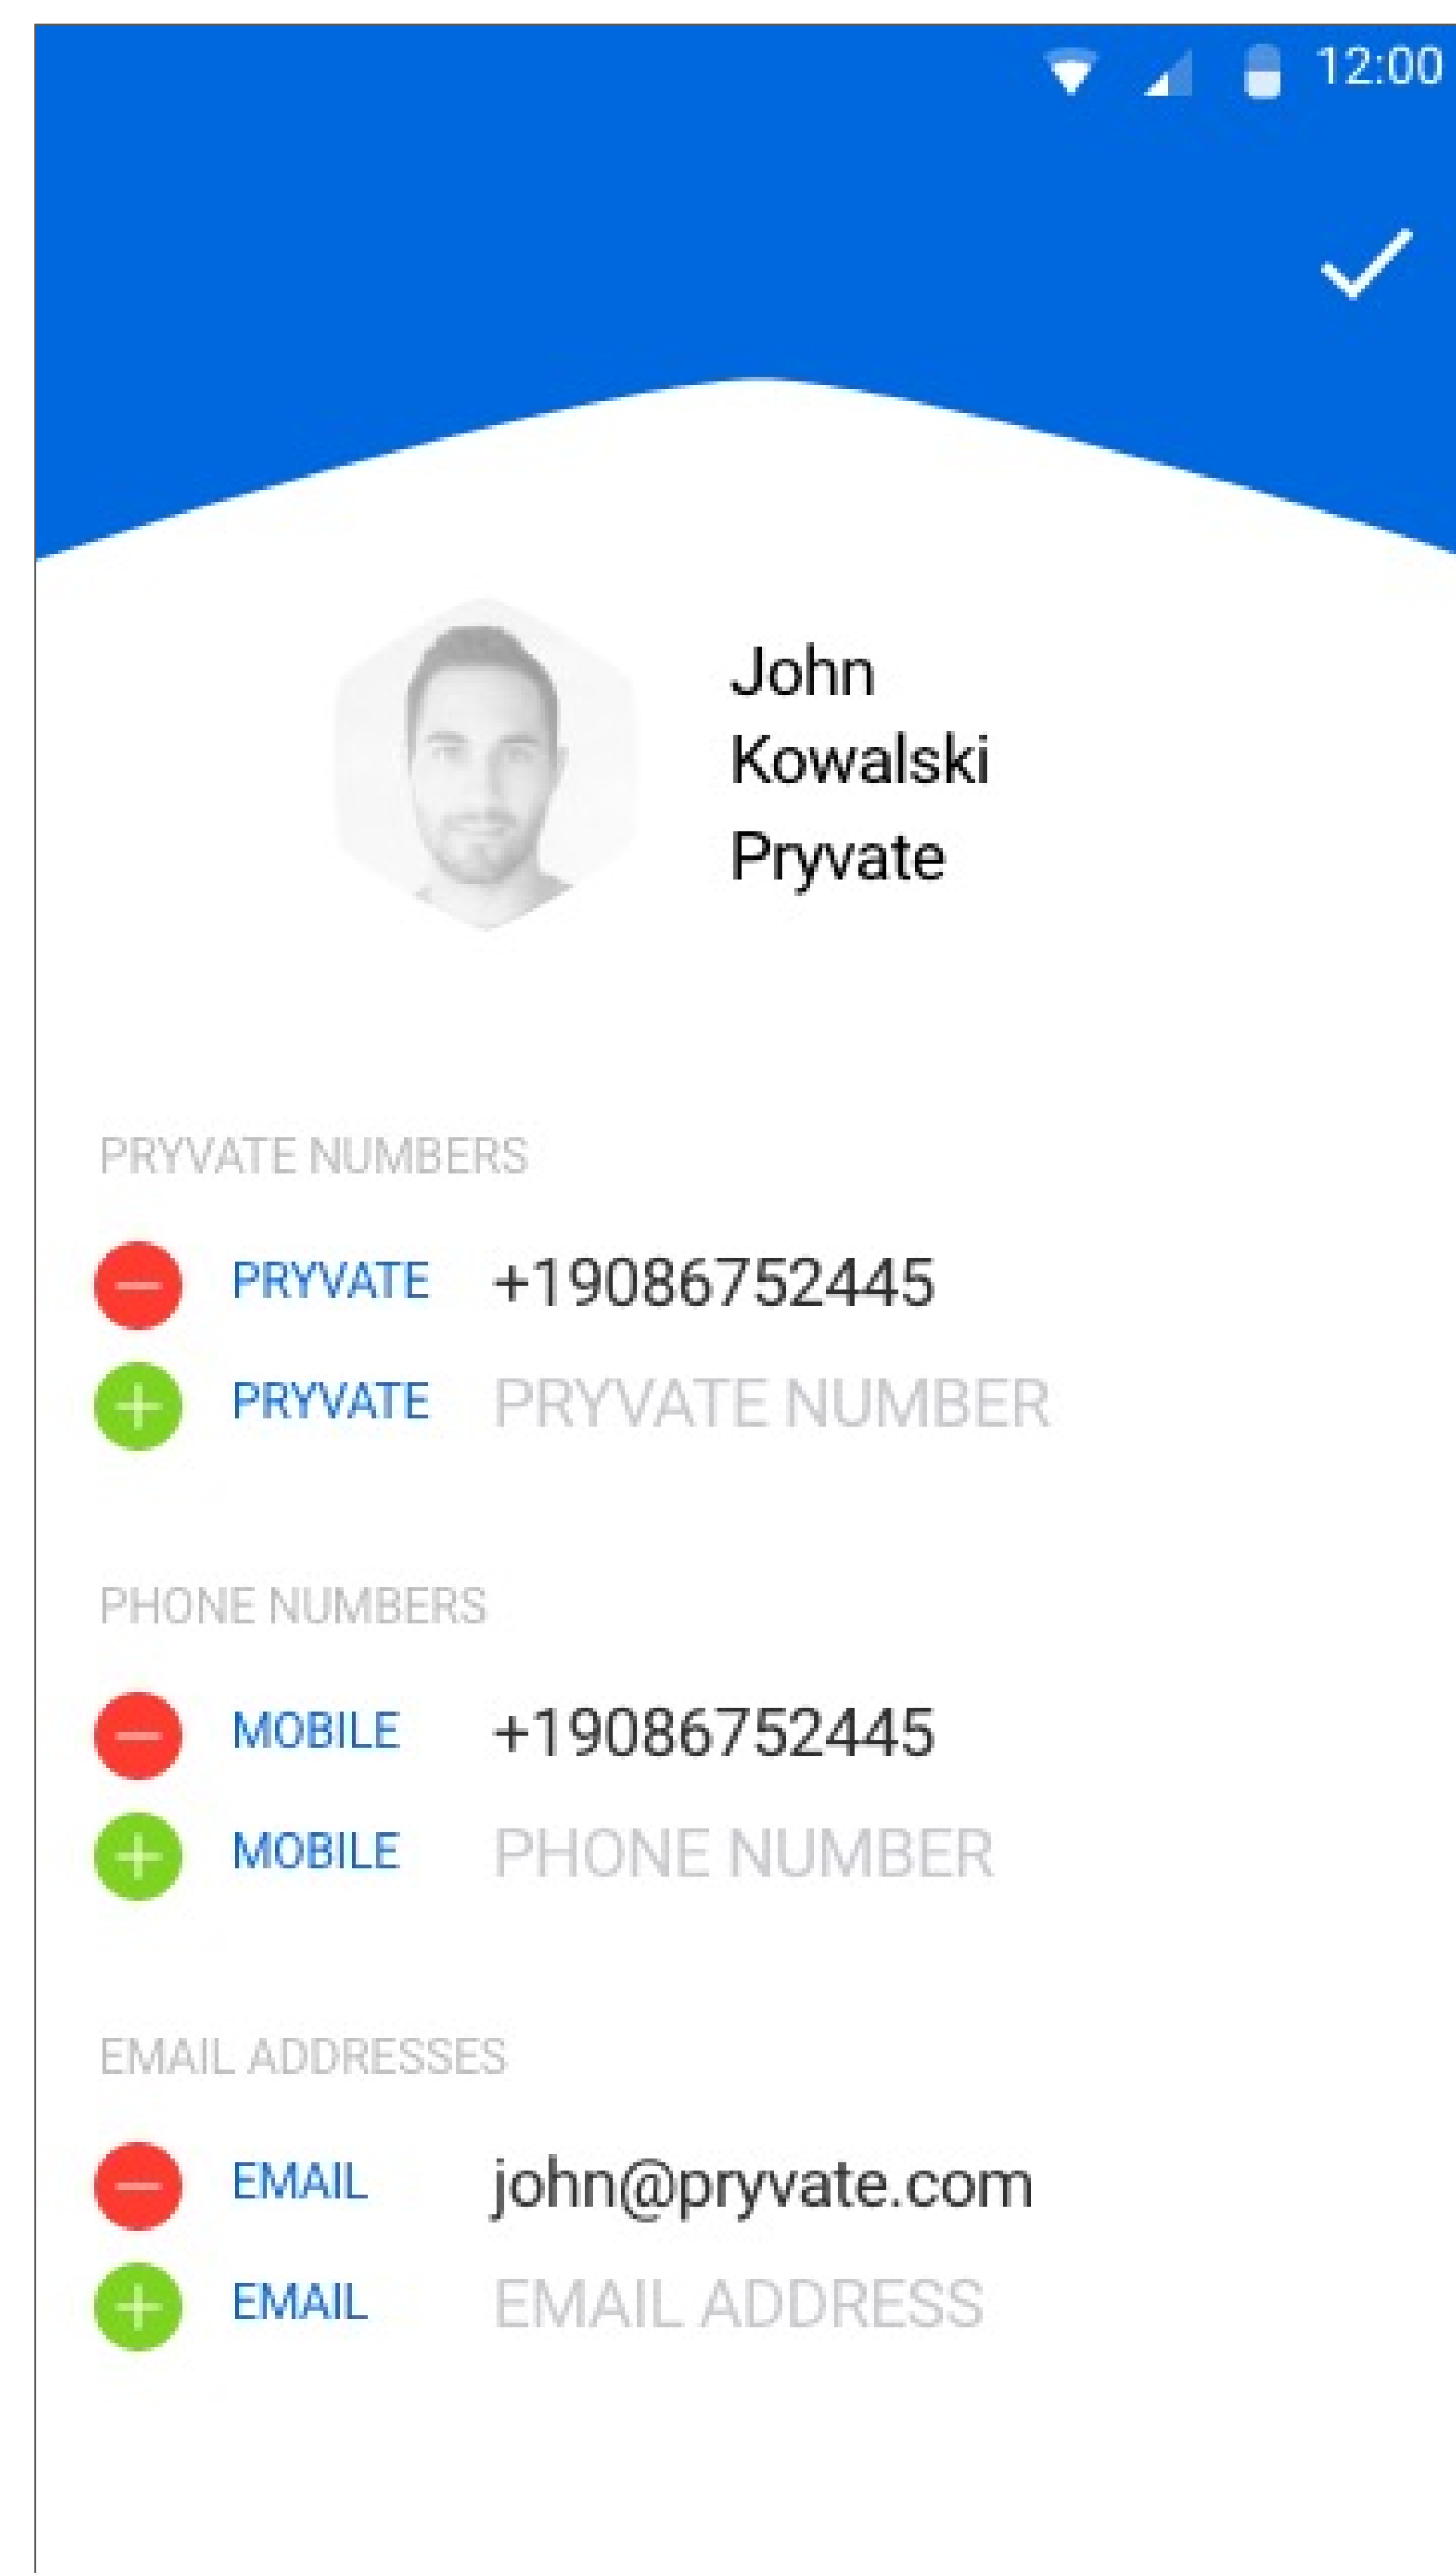 12:00
John
Kowalski
Pryvate
PRYVATE NUMBERS
PRYVATE +19086752445
PRYVATE PRYVATE NUMBER
PHONE NUMBERS
MOBILE +19086752445
MOBILE PHONE NUMBER
EMAIL ADDRESSES
EMAIL john@pryvate.com
EMAIL EMAIL ADDRESS